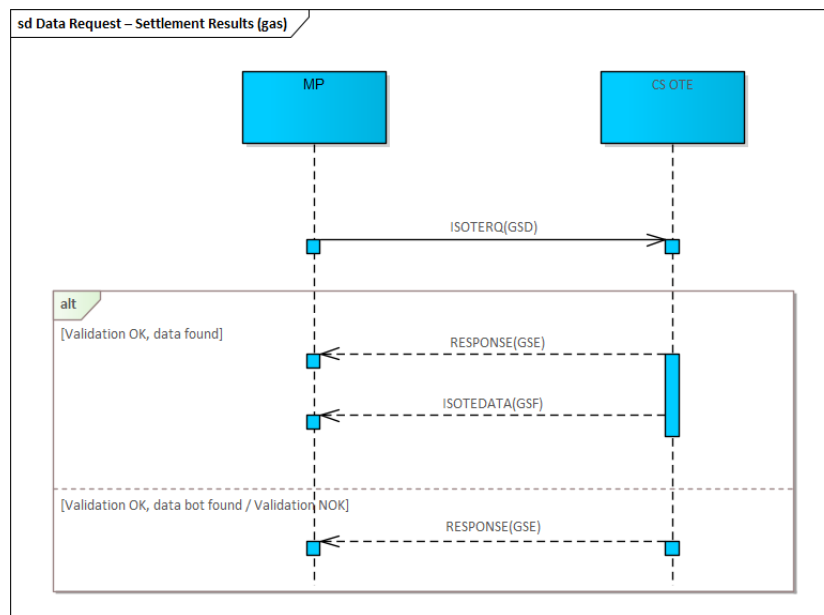 sd Data Request – Settlement Results (gas)
MP
CS OTE
ISOTERQ(GSD)
alt
[Validation OK, data found]
RESPONSE(GSE)
ISOTEDATA(GSF)
[Validation OK, data bot found / Validation NOK]
RESPONSE(GSE)